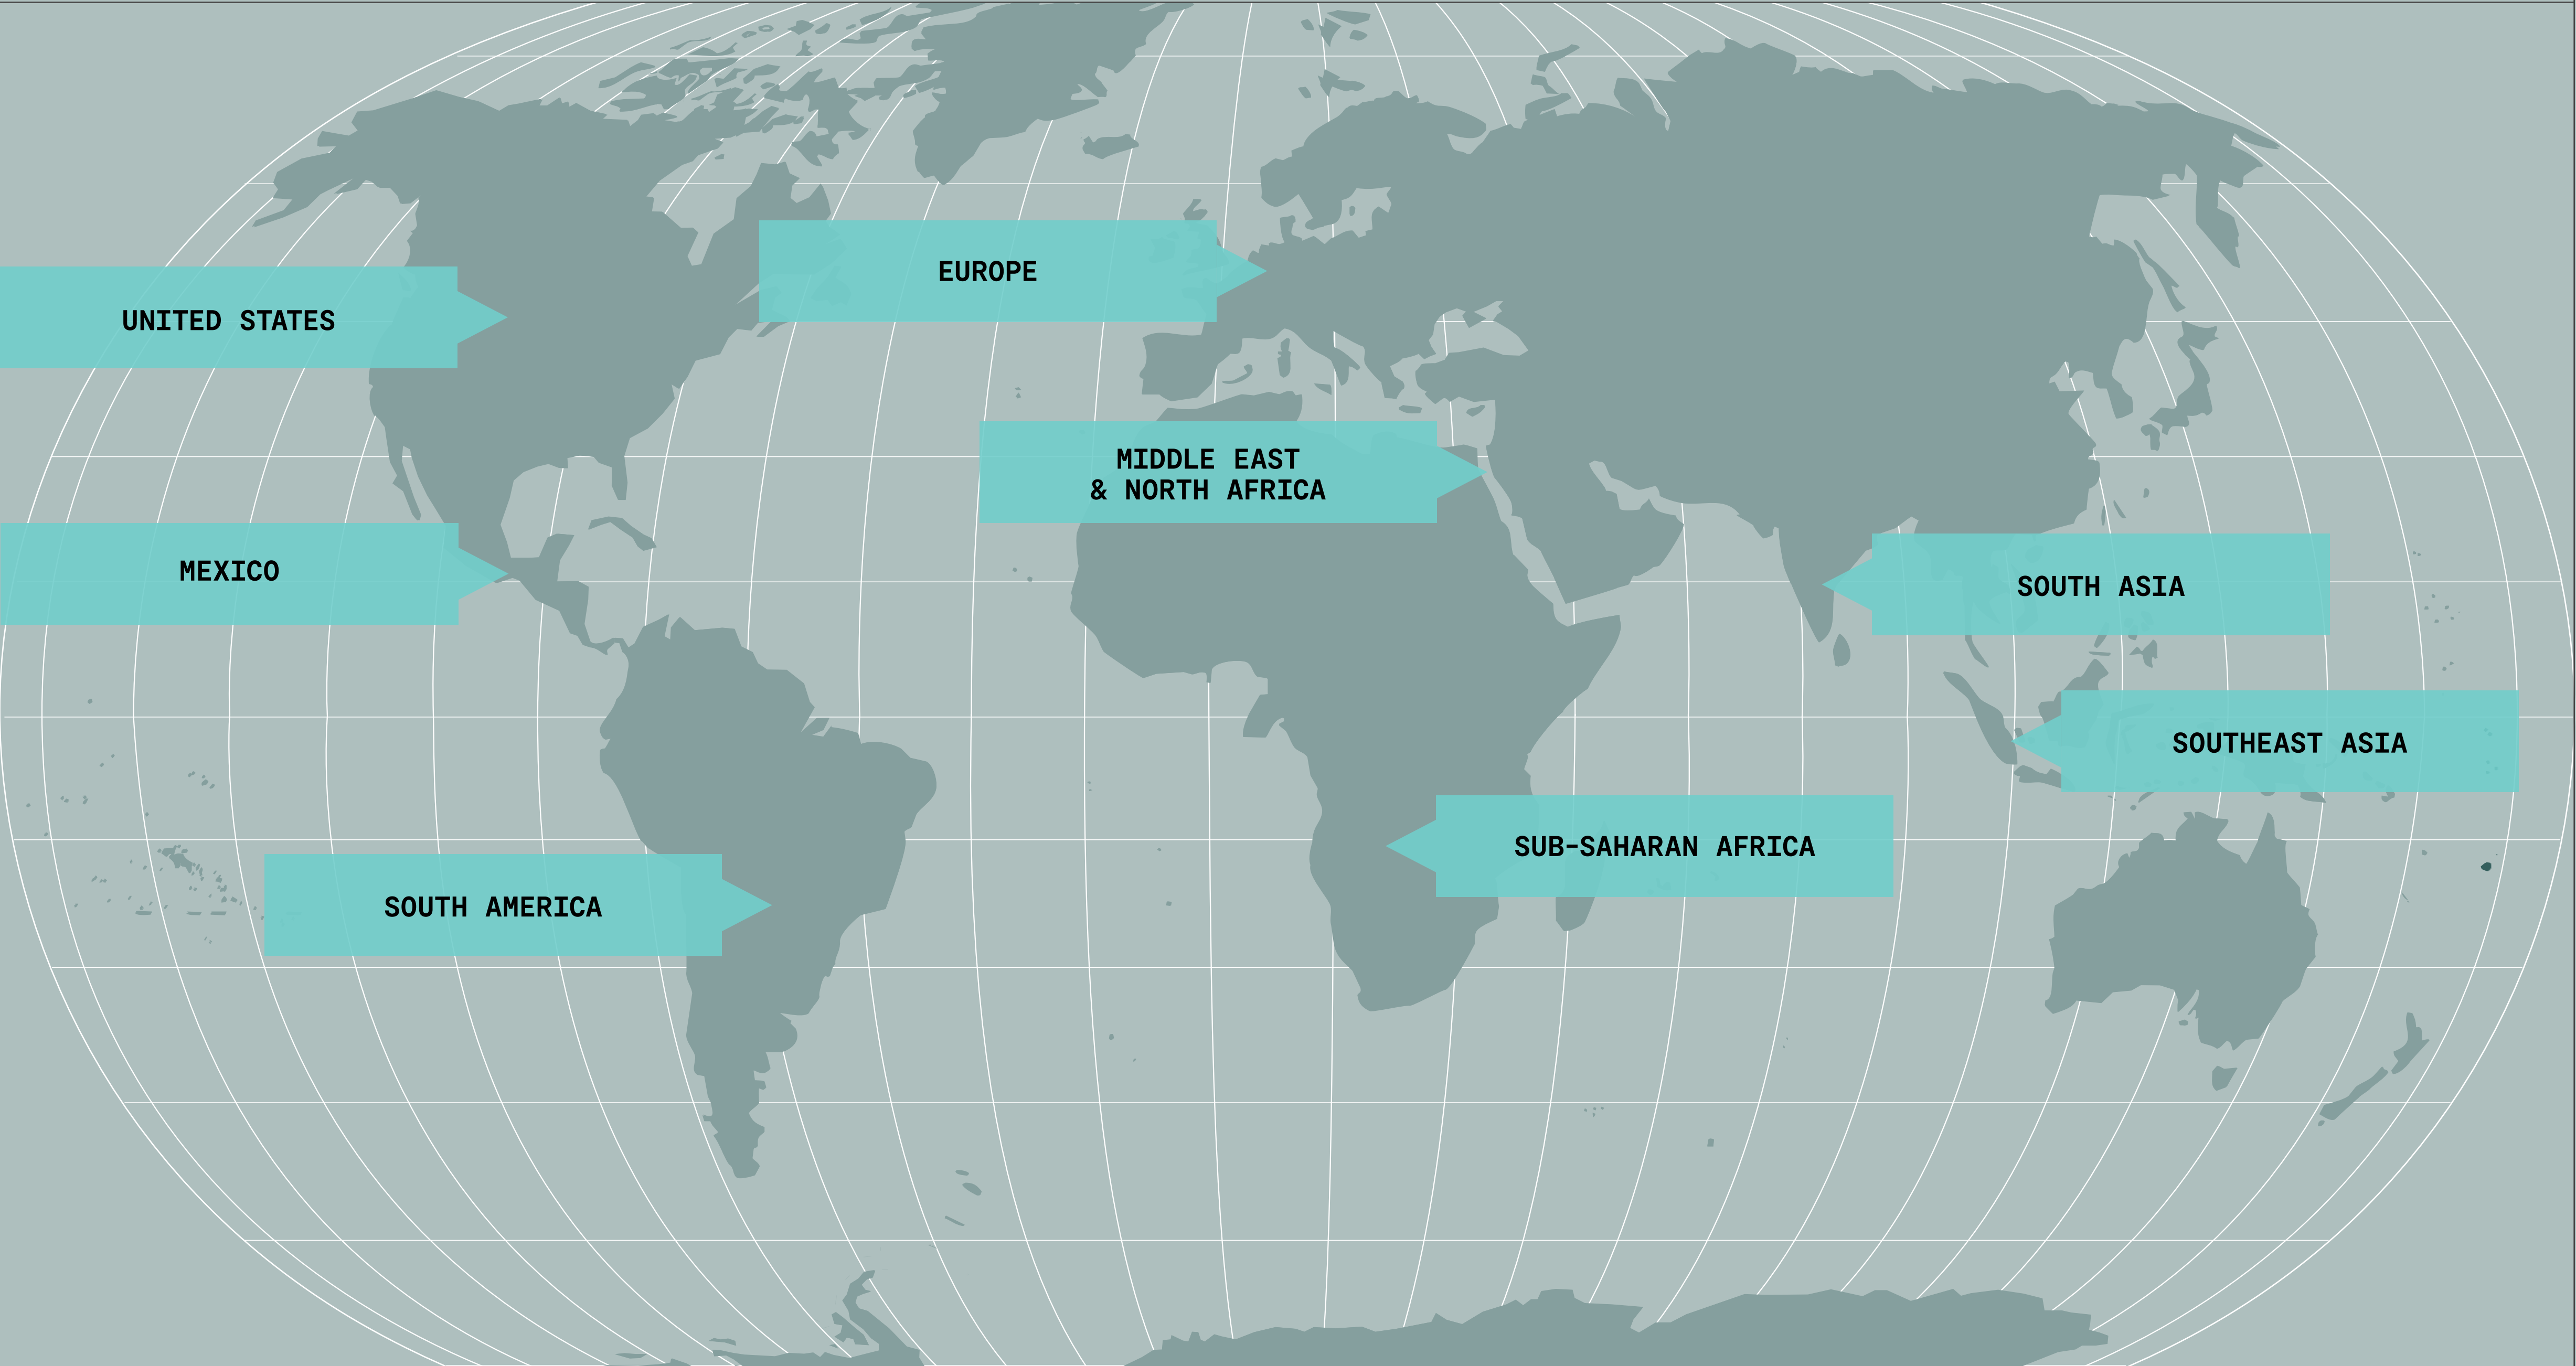 EUROPE
UNITED STATES
MIDDLE EAST
& NORTH AFRICA
MEXICO
SOUTH ASIA
SOUTHEAST ASIA
SUB-SAHARAN AFRICA
SOUTH AMERICA